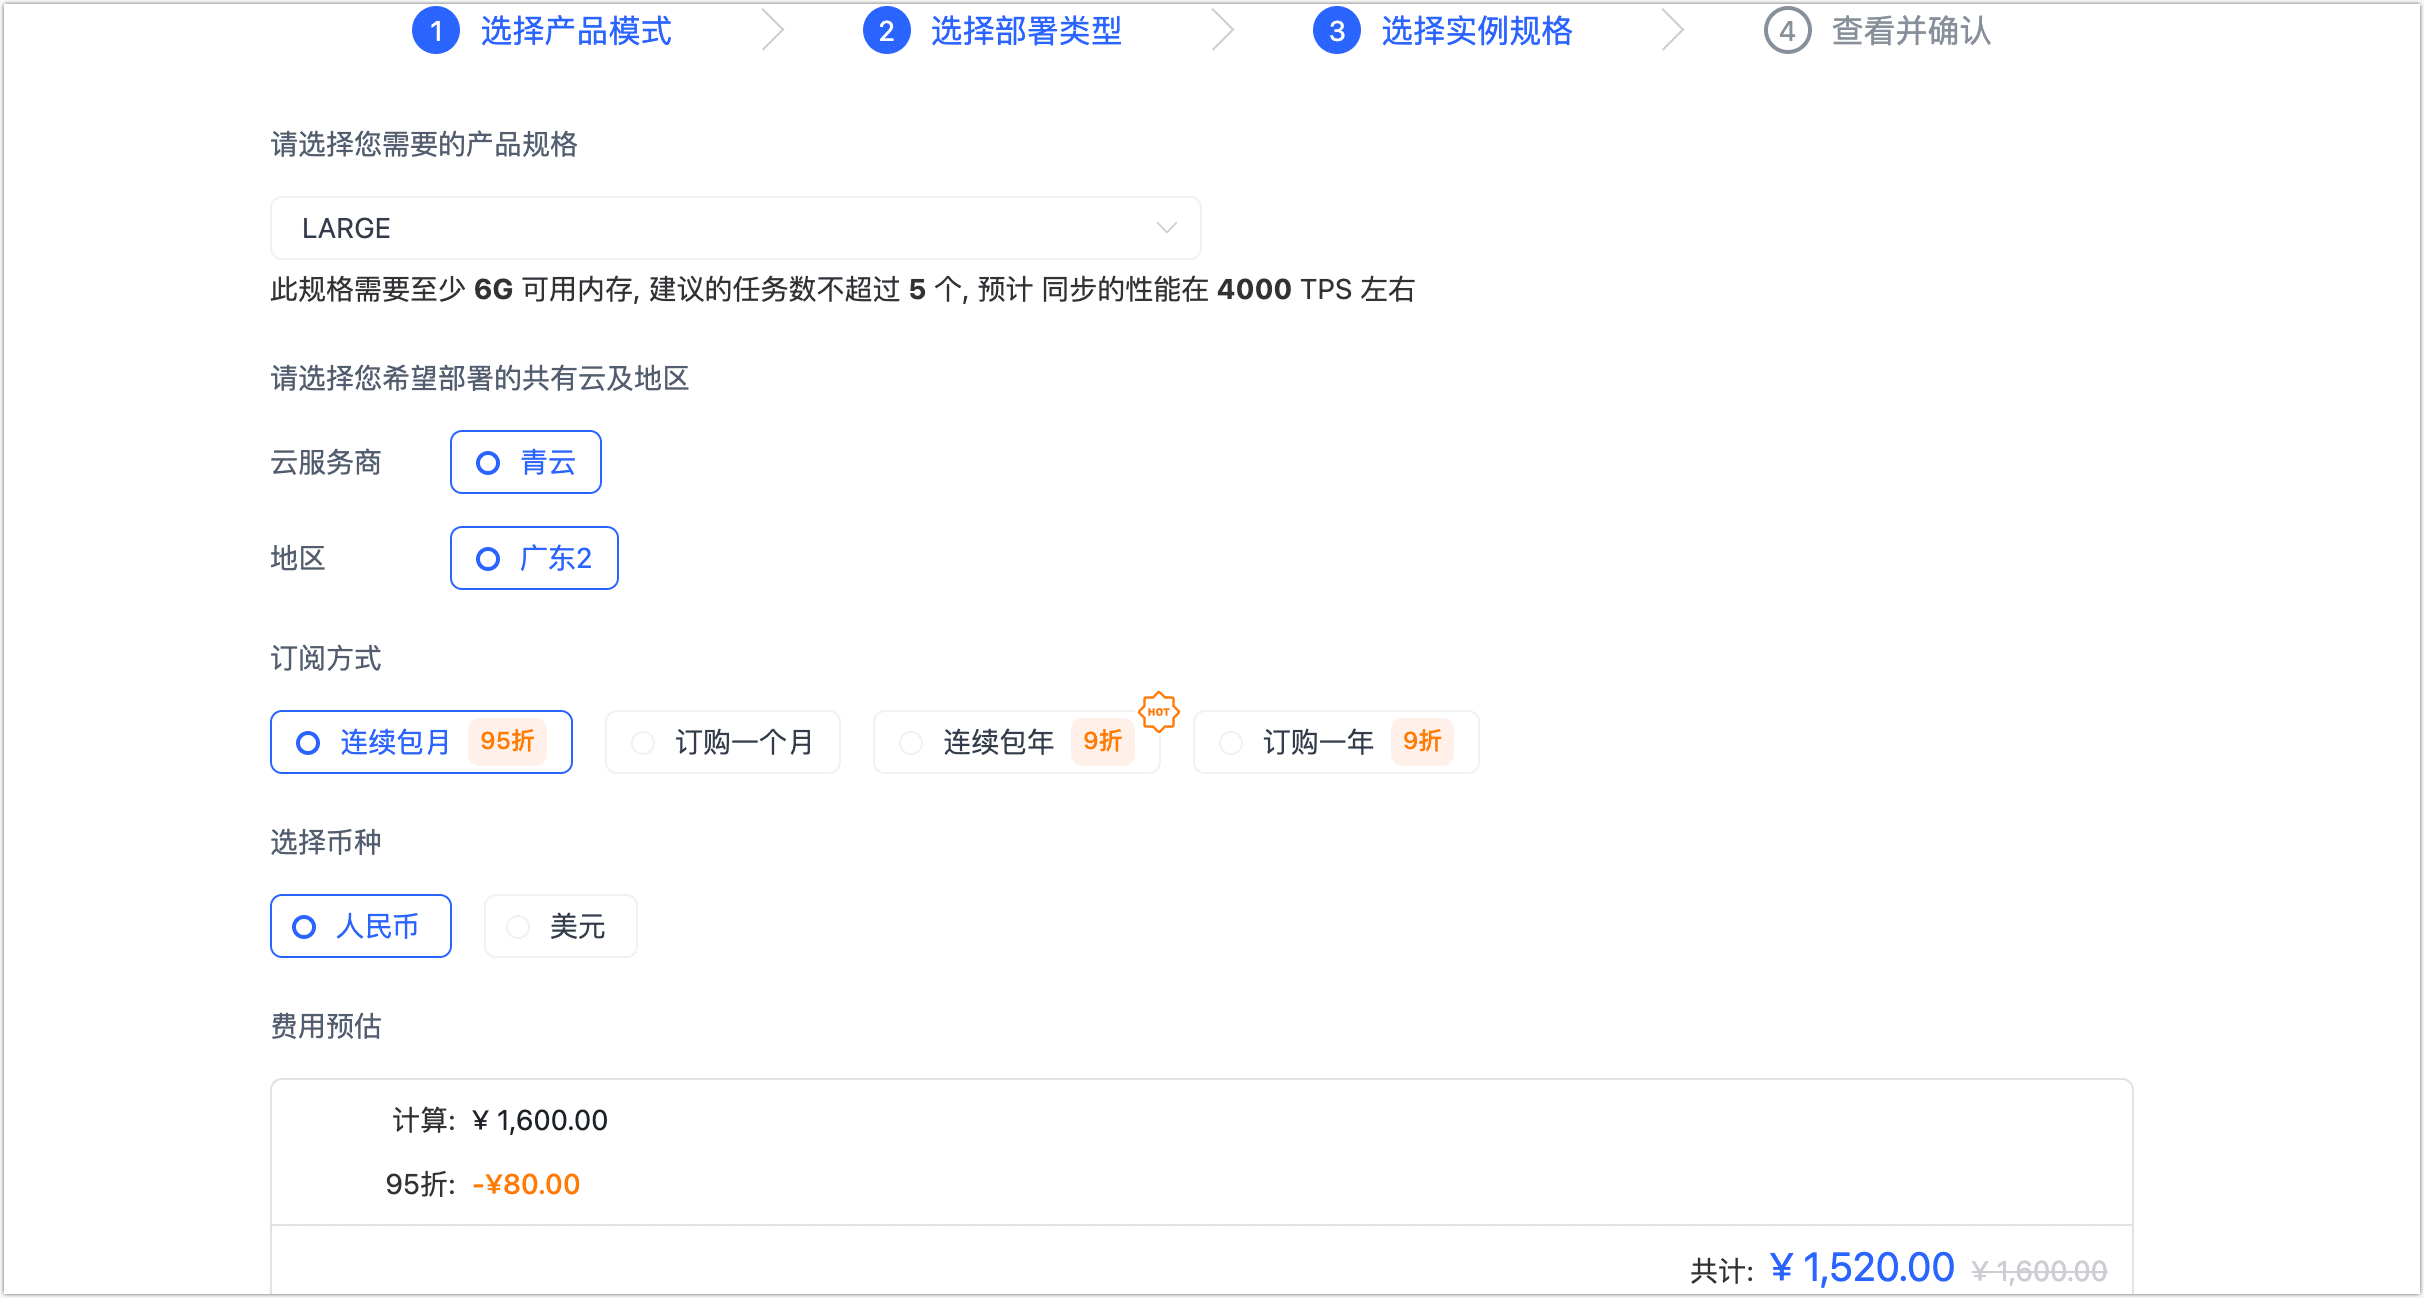 1 选择产品模式 2 选择部署类型 3 选择实例规格 4 查看并确认
请选择您需要的产品规格
LARGE
此规格需要至少 6G 可用内存, 建议的任务数不超过 5 个, 预计 同步的性能在 4000 TPS 左右
请选择您希望部署的共有云及地区
云服务商 青云
地区 广东2
订阅方式
HOT
连续包月 95折 订购一个月 连续包年 9折 订购一年 9折
选择币种
人民币 美元
费用预估
计算: ¥ 1,600.00
95折: -¥80.00
共计: ¥ 1,520.00 ¥ 1,600.00